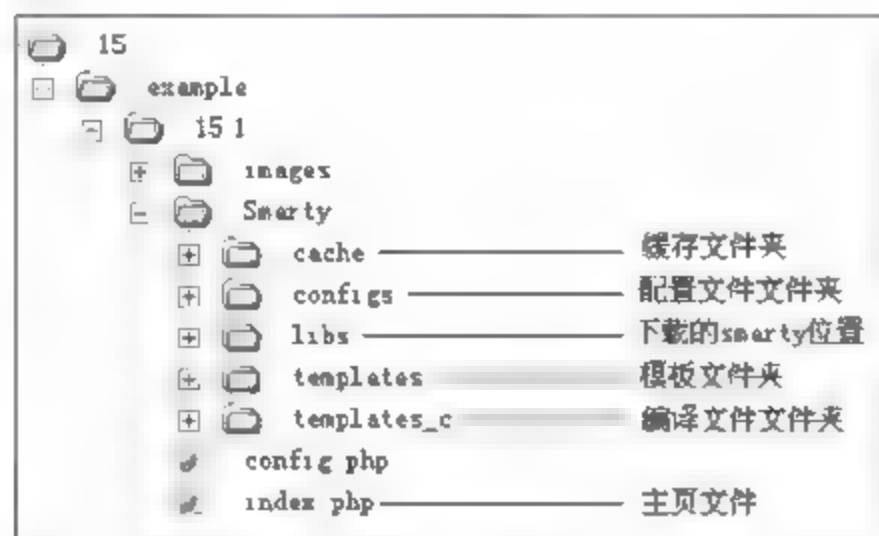 15
example
15 1
images
Smarty
cache 缓存文件夹
configs 配置文件文件夹
libs 下载的smarty位置
templates 模板文件夹
templates_c 编译文件文件夹
config php
index php 主页文件